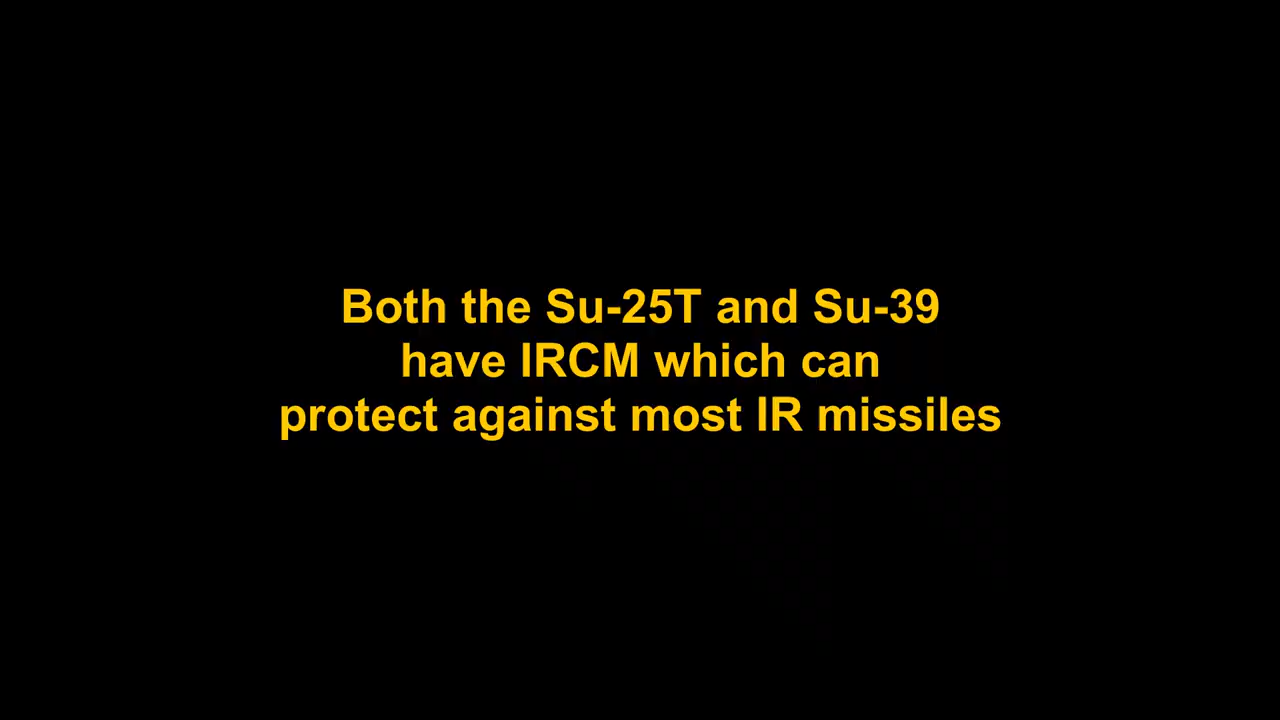 Both the Su-25T and Su-39
have IRCM which can
protect against most IR missiles